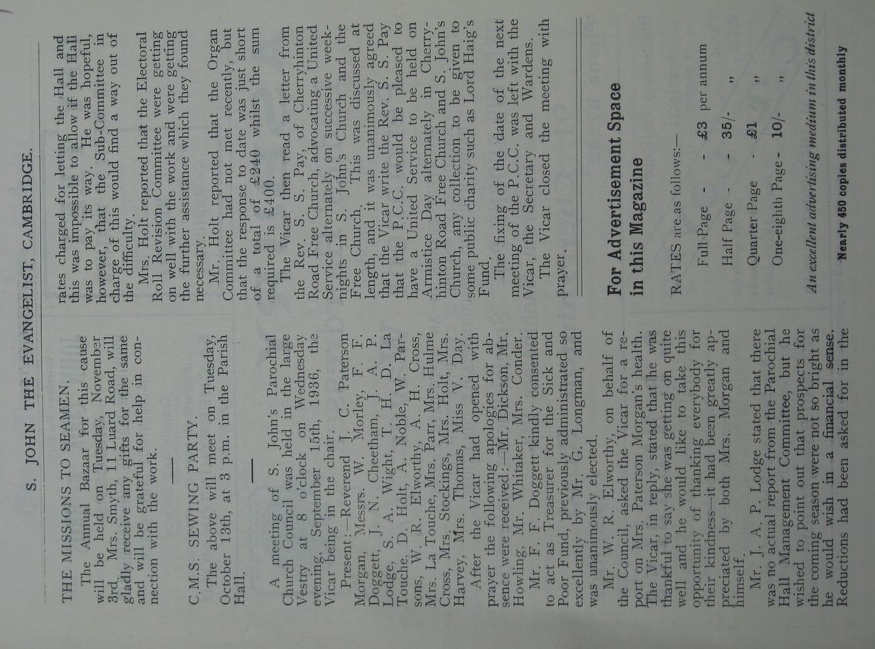 S. JOHN THE EVANGELIST, CAMBRIDGE.
THE MISSIONS TO SEAMEN.
The Annual Bazaar for this cause
will be held on Tuesday, November
3rd. Mrs. Smyth, 11 Luard Road, will
gladly receive any gifts for the same
and will be grateful for help in con-
nection with the work.
C.M.S. SEWING PARTY.
The above will meet on Tuesday,
October 13th, at 3 p.m. in the Parish
Hall.
A meeting of S. John's Parochial
Church Council was held in the large
Vestry at 8 o'clock on Wednesday
evening, September 15th, 1936, the
Vicar being in the chair.
Present:—Reverend J. C. Paterson
Morgan, Messrs. W. Morley, F. F.
Doggett, J. N. Cheetham, J. A. P.
Lodge, S. A. Wight, T. H. D. La
Touche, D. Holt, A. Noble, W. Par-
sons, W. R. Elworthy, A. H. Cross,
Mrs. La Touche, Mrs. Parr, Mrs. Hulme
Cross, Mrs. Stockings, Mrs. Holt, Mrs.
Harvey, Mrs. Thomas, Miss V. Day.
After the Vicar had opened with
prayer the following apologies for ab-
sence were received:—Mr. Dickson, Mr.
Howling, Mr. Whitaker, Mrs. Conder.
Mr. F. F. Doggett kindly consented
to act as Treasurer for the Sick and
Poor Fund, previously administrated so
excellently by Mr. G. Longman, and
was unanimously elected.
Mr. W. R. Elworthy, on behalf of
the Council, asked the Vicar for a re-
port on Mrs. Paterson Morgan's health.
The Vicar, in reply, stated that he was
thankful to say she was getting on quite
well and he would like to take this
opportunity of thanking everybody for
their kindness—it had been greatly ap-
preciated by both Mrs. Morgan and
himself.
Mr. J. A. P. Lodge stated that there
was no actual report from the Parochial
Hall Management Committee, but he
wished to point out that prospects for
the coming season were not so bright as
he would wish in a financial sense.
Reductions had been asked for in the
rates charged for letting the Hall and
this was impossible to allow if the Hall
was to pay its way. He was hopeful,
however, that the Sub-Committee in
charge of this would find a way out of
the difficulty.
Mrs. Holt reported that the Electoral
Roll Revision Committee were getting
on well with the work and were getting
the further assistance which they found
necessary.
Mr. Holt reported that the Organ
Committee had not met recently, but
that the response to date was just short
of a total of £240 whilst the sum
required is £400.
The Vicar then read a letter from
the Rev. S. S. Pay, of Cherryhinton
Road Free Church, advocating a United
Service alternately on successive week-
nights in S. John's Church and the
Free Church. This was discussed at
length, and it was unanimously agreed
that the Vicar write the Rev. S. S. Pay
that the P.C.C. would be pleased to
have a United Service to be held on
Armistice Day alternately in Cherry-
hinton Road Free Church and S. John's
Church, any collection to be given to
some public charity such as Lord Haig's
Fund.
The fixing of the date of the next
meeting of the P.C.C. was left with the
Vicar, the Secretary and Wardens.
The Vicar closed the meeting with
prayer.
For Advertisement Space
in this Magazine
RATES are as follows:—
Full-Page - - £3 per annum
Half Page - - 35/- ,,
Quarter Page - £1 ,,
One-eighth Page - 10/- ,,
An excellent advertising medium in this district
Nearly 450 copies distributed monthly